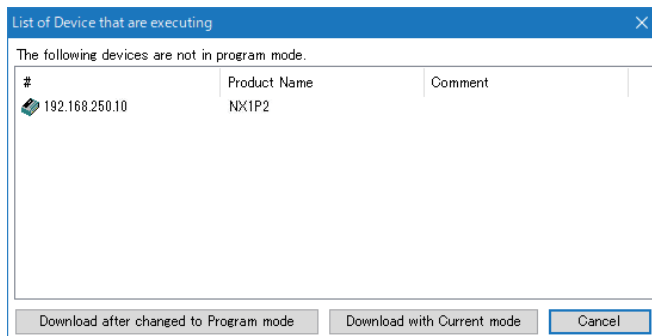 List of Device that are executing
The following devices are not in program mode.
# Product Name Comment
192.168.250.10 NX1P2
Download after changed to Program mode Download with Current mode Cancel